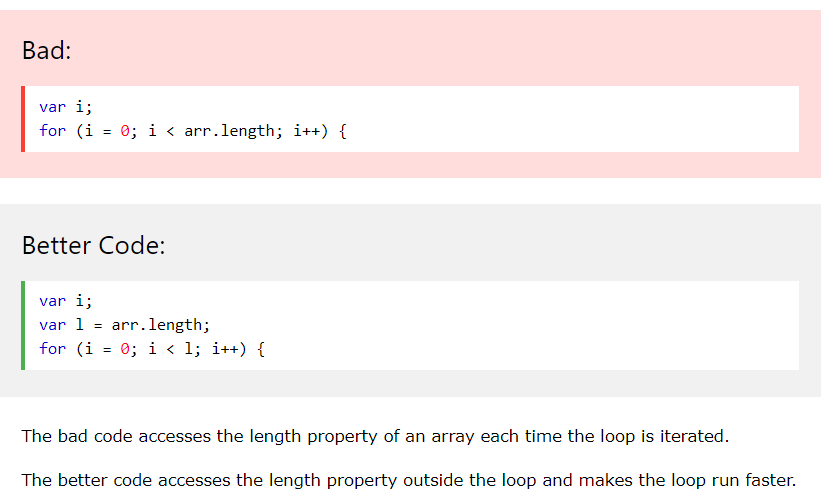 Bad:
var i;
for (i = 0; i < arr.length; i++) {
Better Code:
var i;
var l = arr.length;
for (i = 0; i < l; i++) {
The bad code accesses the length property of an array each time the loop is iterated.
The better code accesses the length property outside the loop and makes the loop run faster.